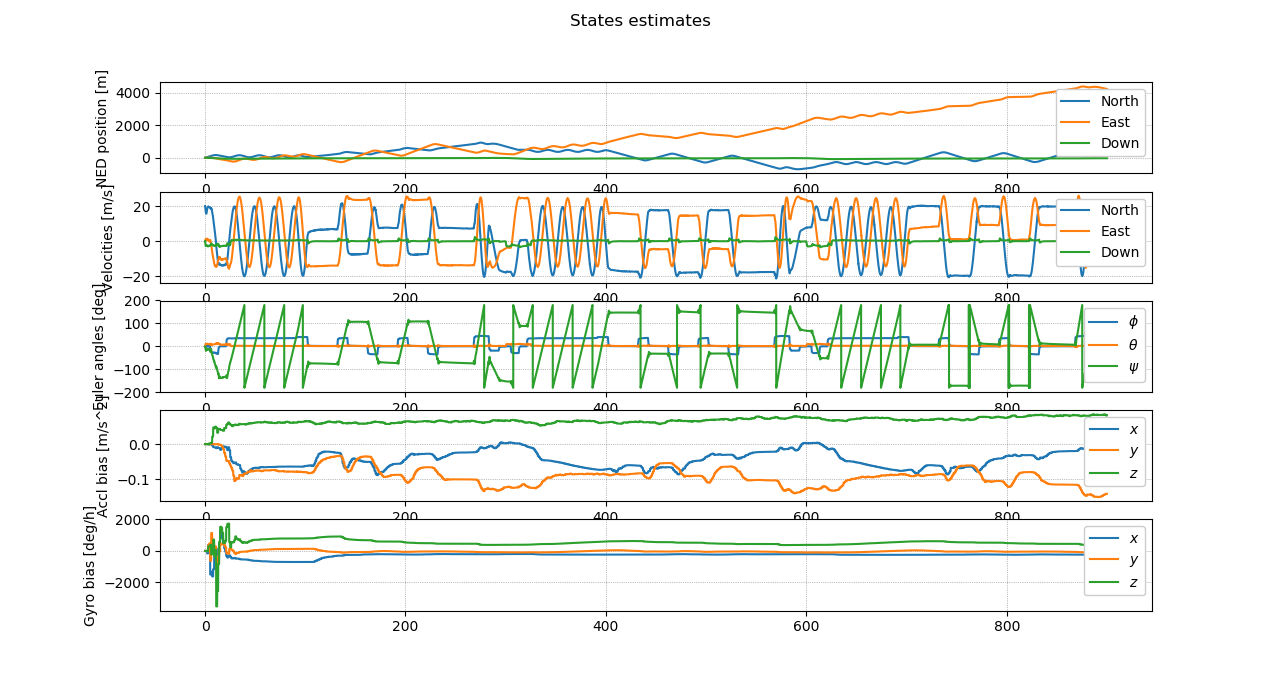 States estimates
NED position [m]
4000
2000
0
North
East
Down
0 200 400 600 800
Velocities [m/s]
20
0
−20
North
East
Down
0 200 400 600 800
Euler angles [deg]
200
100
0
−100
−200
ϕ
θ
ψ
0 200 400 600 800
Accl bias [m/s^2]
0.0
−0.1
x
y
z
0 200 400 600 800
Gyro bias [deg/h]
2000
0
−2000
x
y
z
0 200 400 600 800